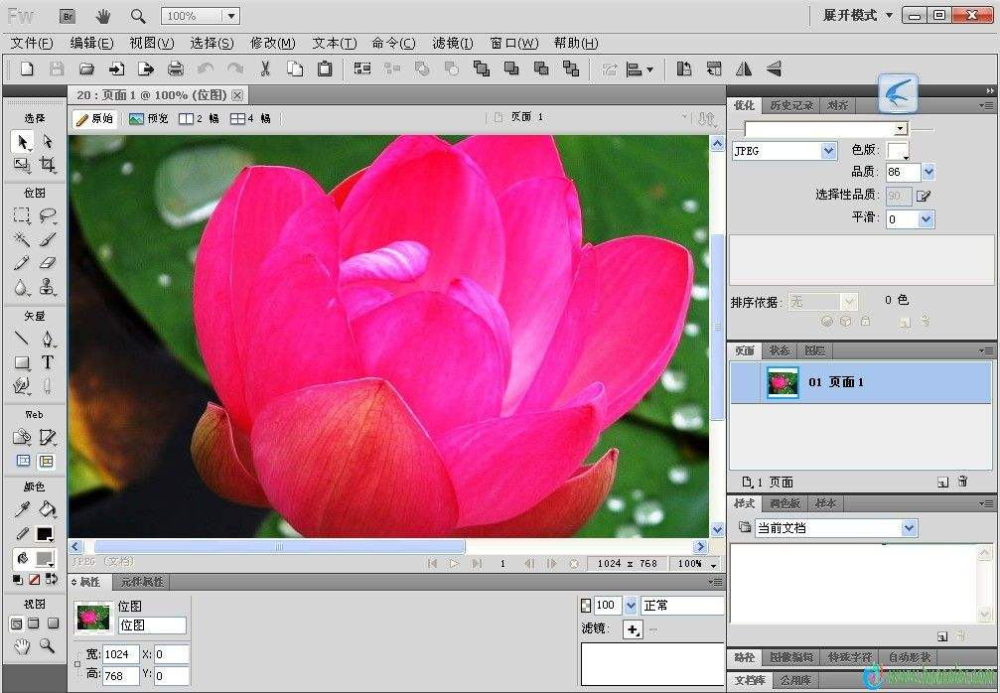 Fw Br 100% 展开模式
文件(F) 编辑(E) 视图(V) 选择(S) 修改(M) 文本(T) 命令(C) 滤镜(I) 窗口(W) 帮助(H)
20 : 页面 1 @ 100% (位图)
原始 预览 2 幅 4 幅 页面 1
选择
位图
矢量
T
Web
颜色
视图
优化 历史记录 对齐
JPEG 色版:
品质: 86
选择性品质: 90
平滑: 0
排序依据: 无 0 色
页面 状态 图层
01 页面 1
1 页面
样式 调色板 样本
当前文档
JPEG (文档) 1 1024 x 768 100%
属性 元件属性
位图
位图
100 正常
滤镜:
宽: 1024 X: 0
高: 768 Y: 0
路径 图像编辑 特殊字符 自动形状
文档库 公用库